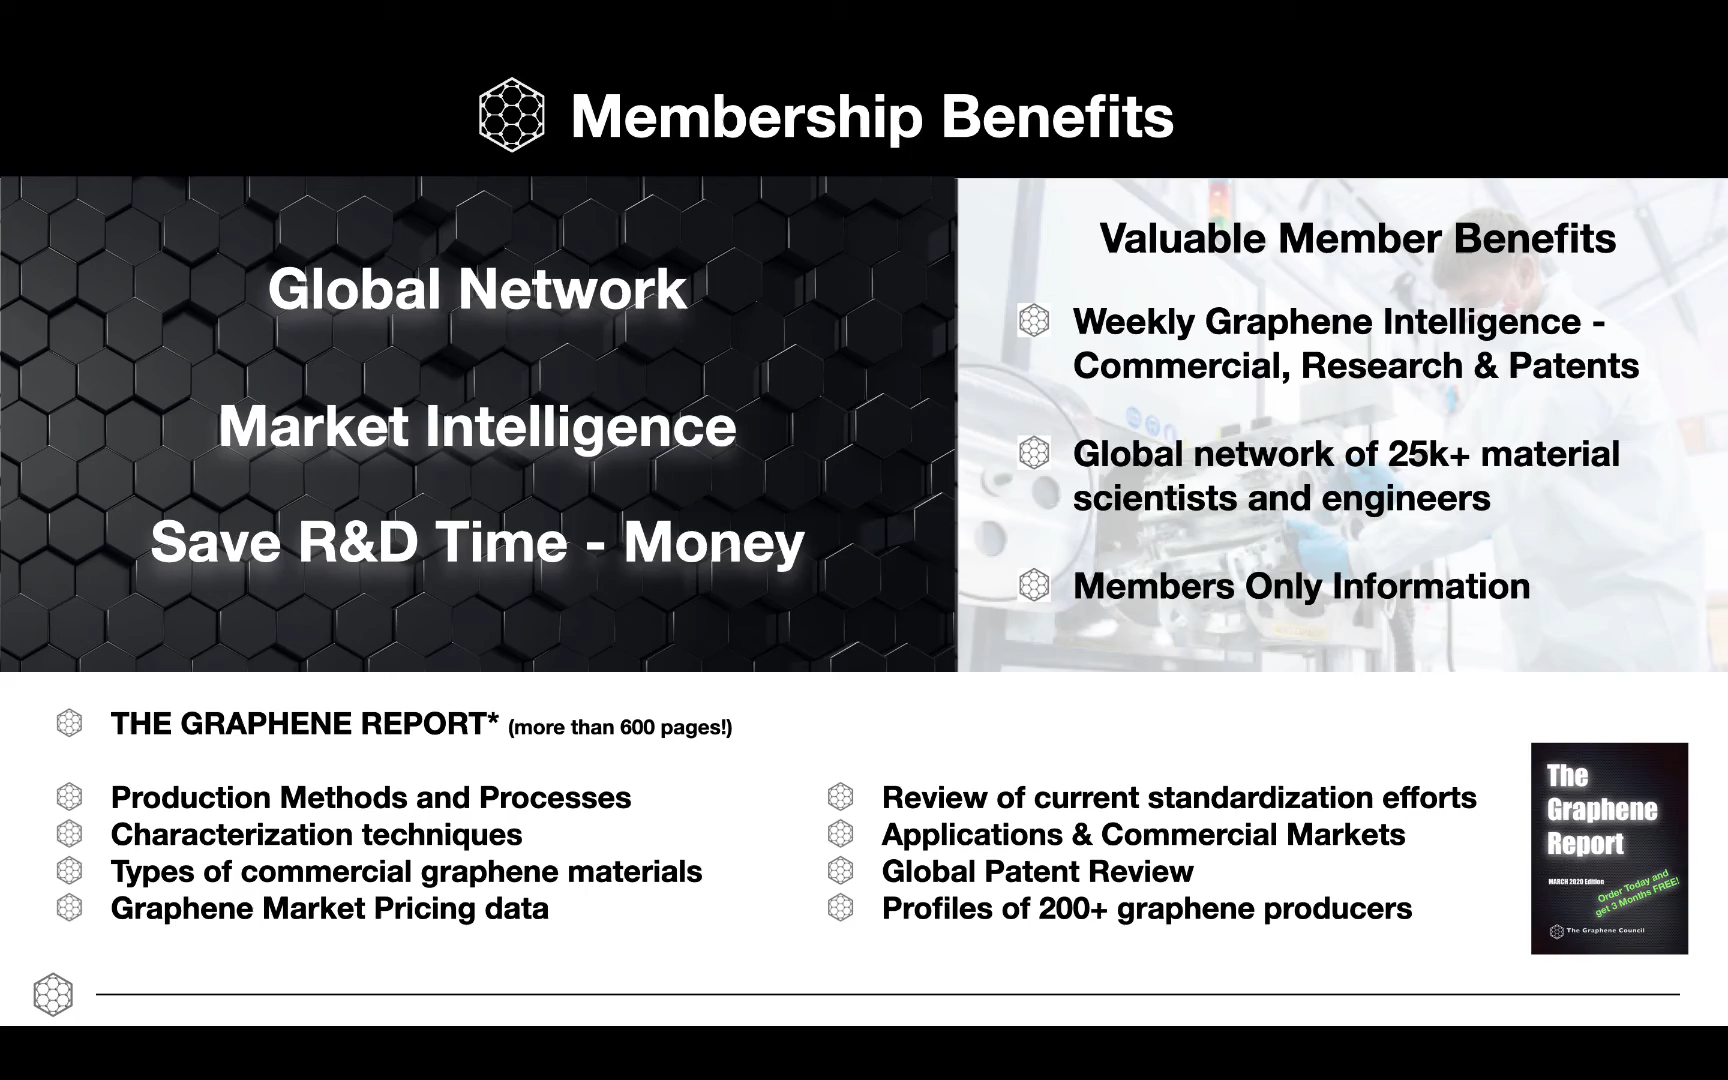 Membership Benefits
Global Network
Market Intelligence
Save R&D Time - Money
Valuable Member Benefits
Weekly Graphene Intelligence -
Commercial, Research & Patents
Global network of 25k+ material
scientists and engineers
Members Only Information
THE GRAPHENE REPORT* (more than 600 pages!)
Production Methods and Processes
Characterization techniques
Types of commercial graphene materials
Graphene Market Pricing data
Review of current standardization efforts
Applications & Commercial Markets
Global Patent Review
Profiles of 200+ graphene producers
The
Graphene
Report
MARCH 2020 Edition
Order Today and
get 3 Months FREE!
The Graphene Council